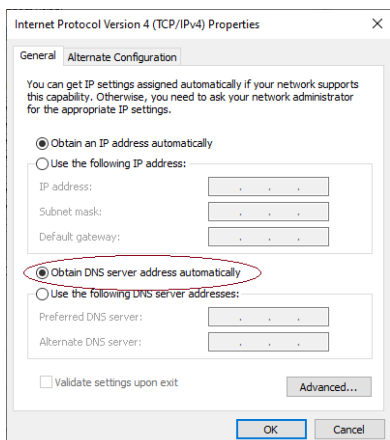 Internet Protocol Version 4 (TCP/IPv4) Properties
General
Alternate Configuration
You can get IP settings assigned automatically if your network supports
this capability. Otherwise, you need to ask your network administrator
for the appropriate IP settings.
Obtain an IP address automatically
Use the following IP address:
IP address:
Subnet mask:
Default gateway:
Obtain DNS server address automatically
Use the following DNS server addresses:
Preferred DNS server:
Alternate DNS server:
Validate settings upon exit
Advanced...
OK
Cancel